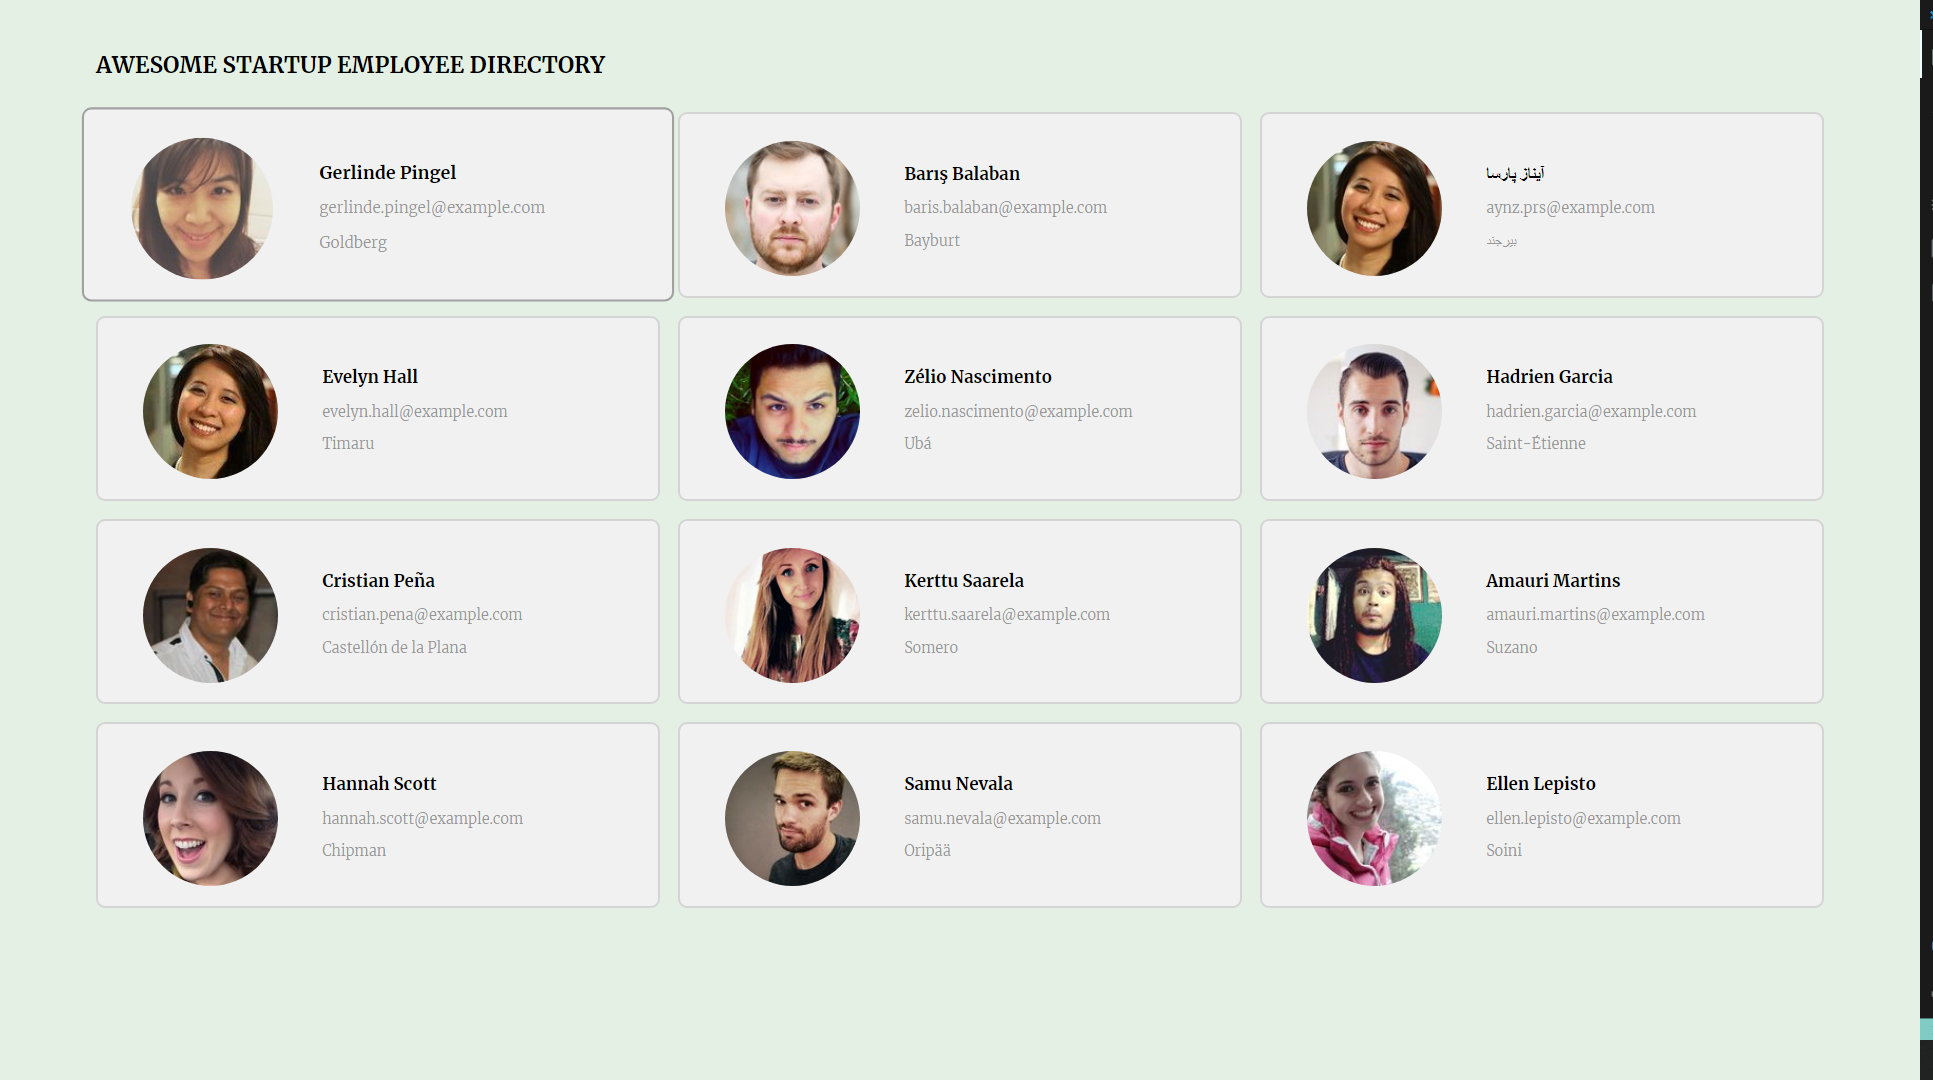 AWESOME STARTUP EMPLOYEE DIRECTORY
Gerlinde Pingel
gerlinde.pingel@example.com
Goldberg
Barış Balaban
baris.balaban@example.com
Bayburt
آیناز پارسا
aynz.prs@example.com
بیرجند
Evelyn Hall
evelyn.hall@example.com
Timaru
Zélio Nascimento
zelio.nascimento@example.com
Ubá
Hadrien Garcia
hadrien.garcia@example.com
Saint-Étienne
Cristian Peña
cristian.pena@example.com
Castellón de la Plana
Kerttu Saarela
kerttu.saarela@example.com
Somero
Amauri Martins
amauri.martins@example.com
Suzano
Hannah Scott
hannah.scott@example.com
Chipman
Samu Nevala
samu.nevala@example.com
Oripää
Ellen Lepisto
ellen.lepisto@example.com
Soini